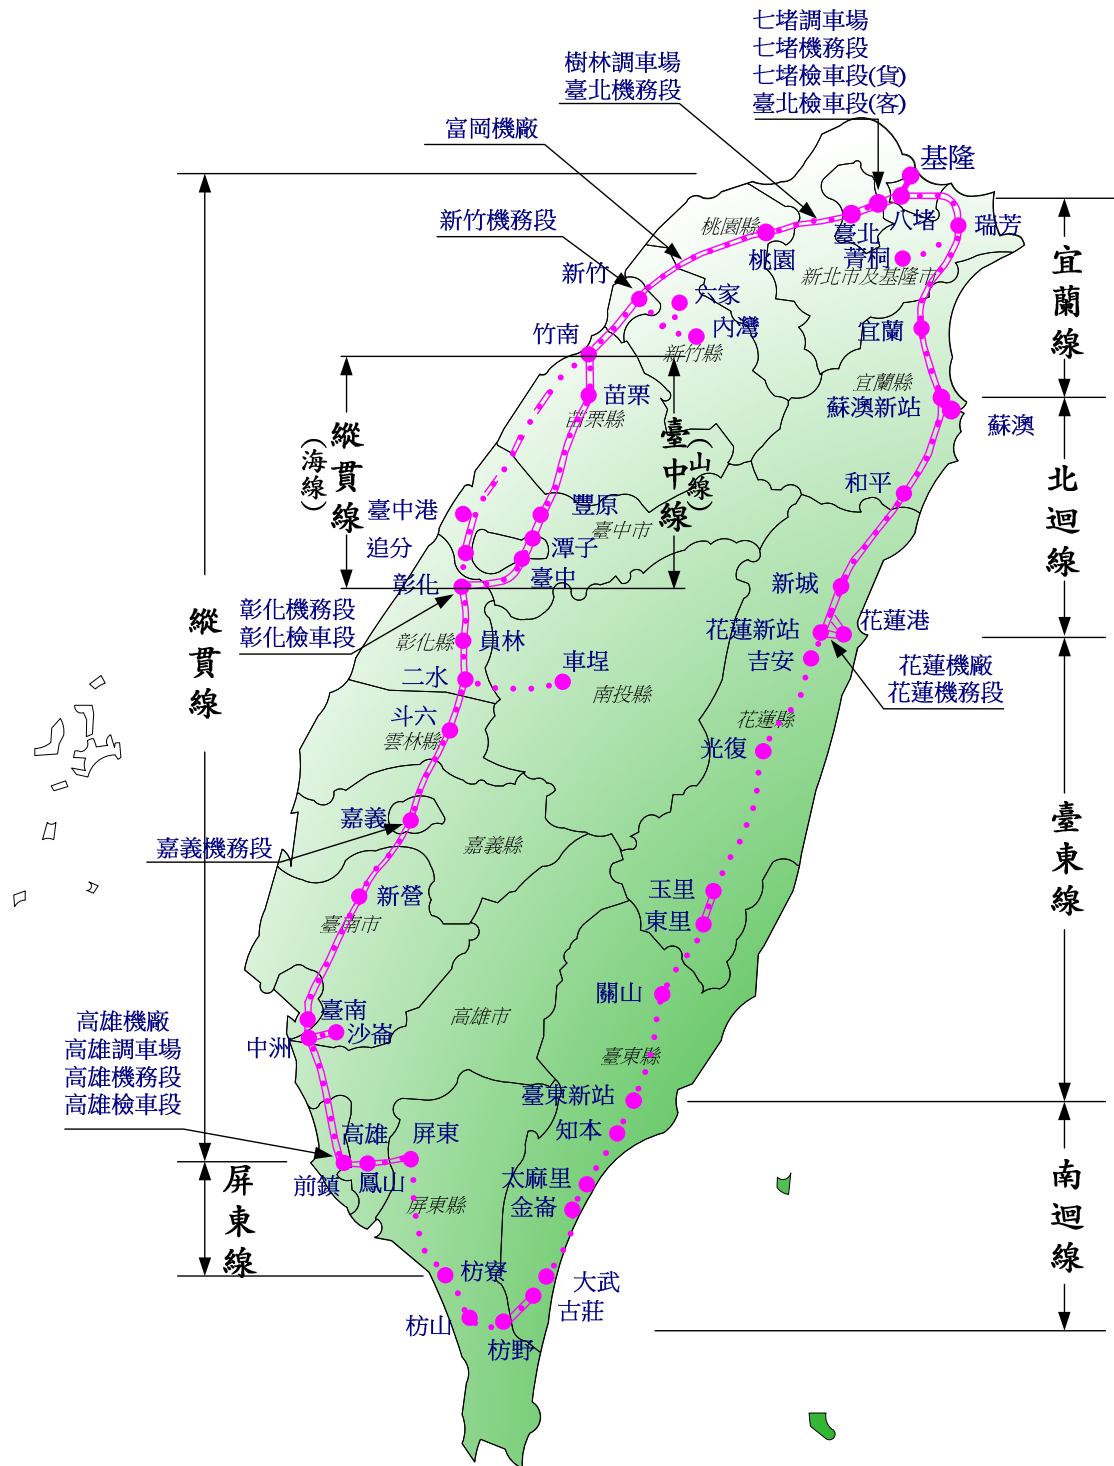 七堵調車場
七堵機務段
七堵檢車段(貨)
臺北檢車段(客)
樹林調車場
臺北機務段
富岡機廠
新竹機務段
基隆
八堵
瑞芳
臺北
桃園縣
桃園
菁桐
新北市及基隆市
新竹
六家
內灣
新竹縣
竹南
宜蘭
宜蘭縣
宜蘭線
苗栗
苗栗縣
蘇澳新站
蘇澳
縱貫線
(海線)
臺中線
(山線)
和平
北迴線
臺中港
豐原
臺中市
追分
潭子
臺中
彰化
新城
彰化機務段
彰化檢車段
花蓮新站
花蓮港
縱貫線
彰化縣
員林
吉安
花蓮機廠
花蓮機務段
二水
車埕
南投縣
斗六
雲林縣
花蓮縣
光復
嘉義
嘉義機務段
嘉義縣
臺東線
新營
臺南市
玉里
東里
關山
臺南
沙崙
中洲
高雄市
高雄機廠
高雄調車場
高雄機務段
高雄檢車段
臺東縣
臺東新站
知本
高雄
屏東
前鎮
鳳山
屏東縣
太麻里
金崙
屏東線
南迴線
枋寮
大武
古莊
枋山
枋野